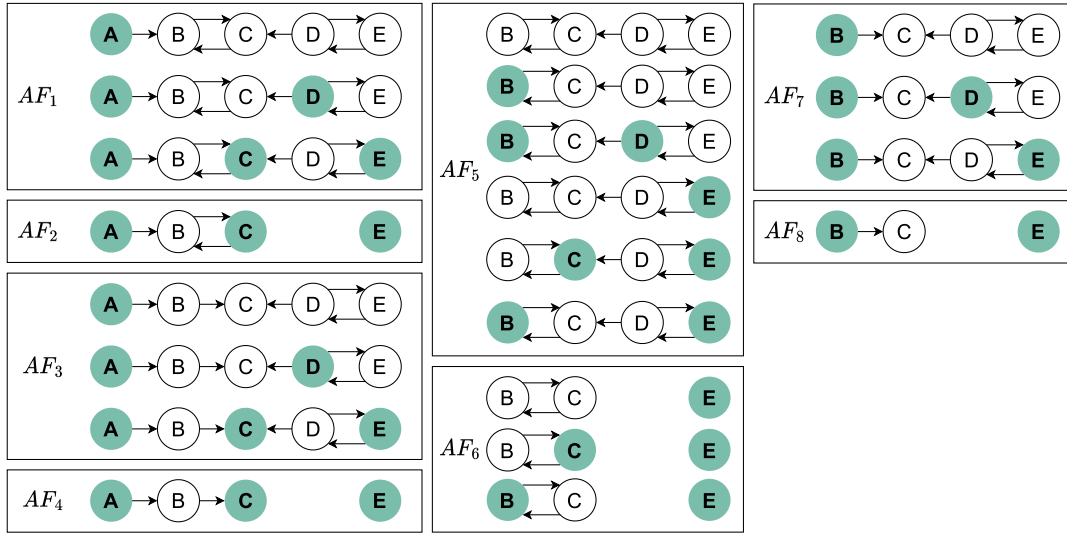 A B C D E
AF1 A B C D E
A B C D E
AF2 A B C E
A B C D E
AF3 A B C D E
A B C D E
AF4 A B C E
B C D E
B C D E
B C D E
AF5
B C D E
B C D E
B C D E
B C E
AF6 B C E
B C E
B C D E
AF7 B C D E
B C D E
AF8 B C E